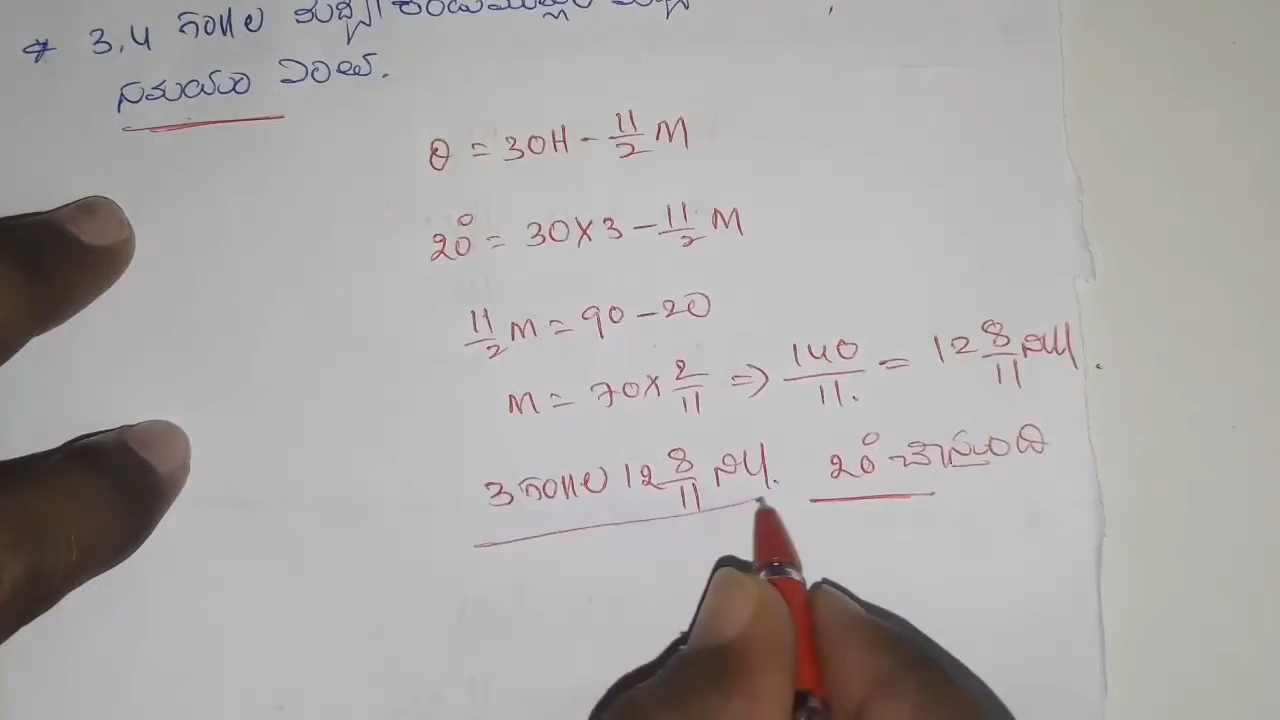 * 3,4 గంటల మధ్య
సమయం ఎంత.
θ = 30H - 11/2 M
20° = 30×3 - 11/2 M
11/2 M = 90 - 20
M = 70 × 2/11 ⇒ 140/11. = 12 8/11 ని॥.
3 గంటల 12 8/11 ని॥. 20°